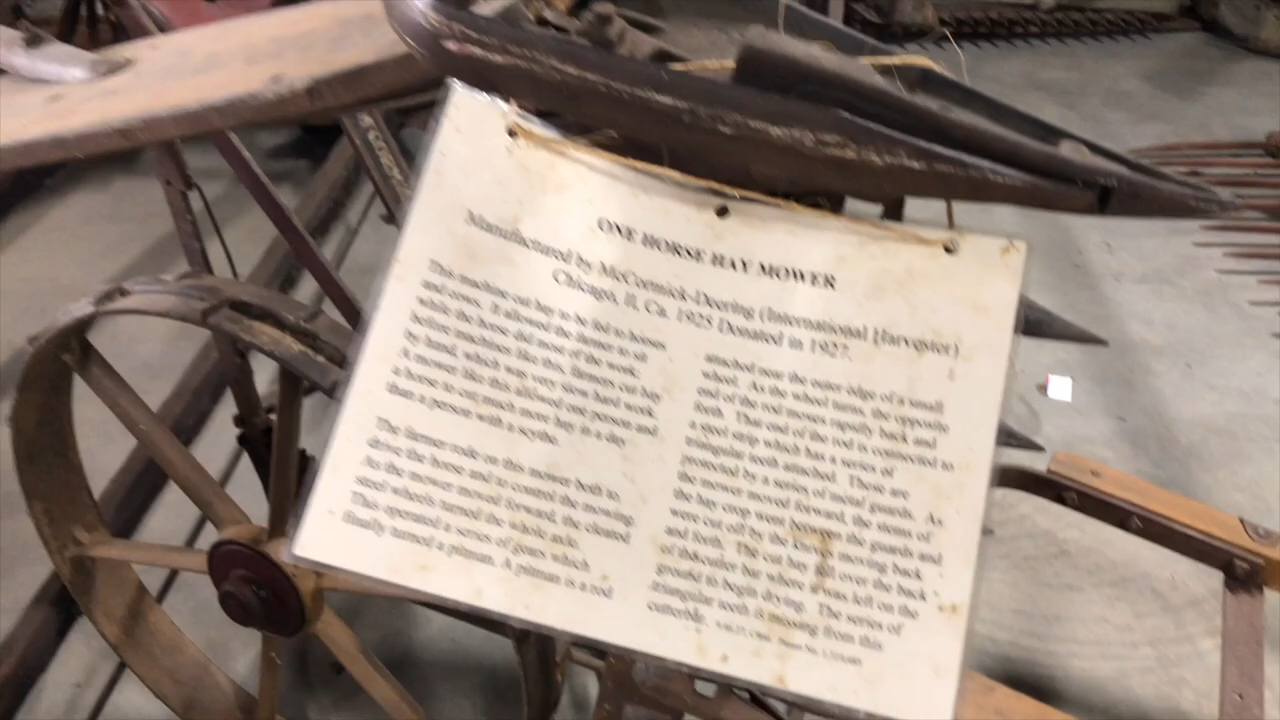 ONE HORSE HAY MOWER
Manufactured by McCormick-Deering (International Harvester)
Chicago, Il. Ca. 1925 Donated in 1927.
This machine cut hay to be fed to horses
and cows. It allowed the farmer to sit
while the horse did most of the work.
Before machines like this, farmers cut hay
by hand, which was very slow hard work.
A mower like this allowed one person and
a horse to cut much more hay in a day
than a person with a scythe.
The farmer rode on this mower both to
drive the horse and to control the mowing.
As the mower moved forward, the cleated
steel wheels turned the whole axle.
This operated a series of gears which
finally turned a pitman. A pitman is a rod
attached near the outer edge of a small
wheel. As the wheel turns, the opposite
end of the rod moves rapidly back and
forth. This end of the rod is connected to
a steel strip which has a series of
triangular teeth attached. These are
protected by a series of metal guards. As
the mower moved forward, the stems of
the hay crop went between the guards and
were cut off by the knives moving back
and forth. The cut hay fell over the back
of the cutter bar where it was left on the
ground to begin drying. The series of
triangular teeth is missing from this
cutterbar.